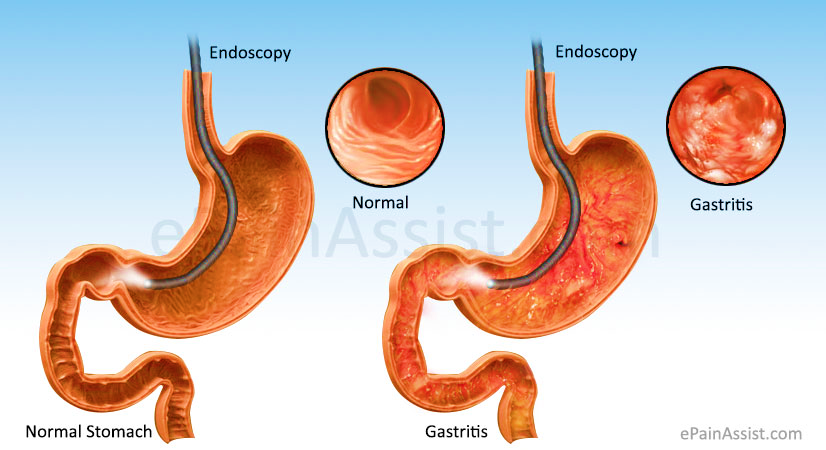 Endoscopy
Normal
Normal Stomach
Endoscopy
Gastritis
Gastritis
ePainAssist.com
ePainAssist.com